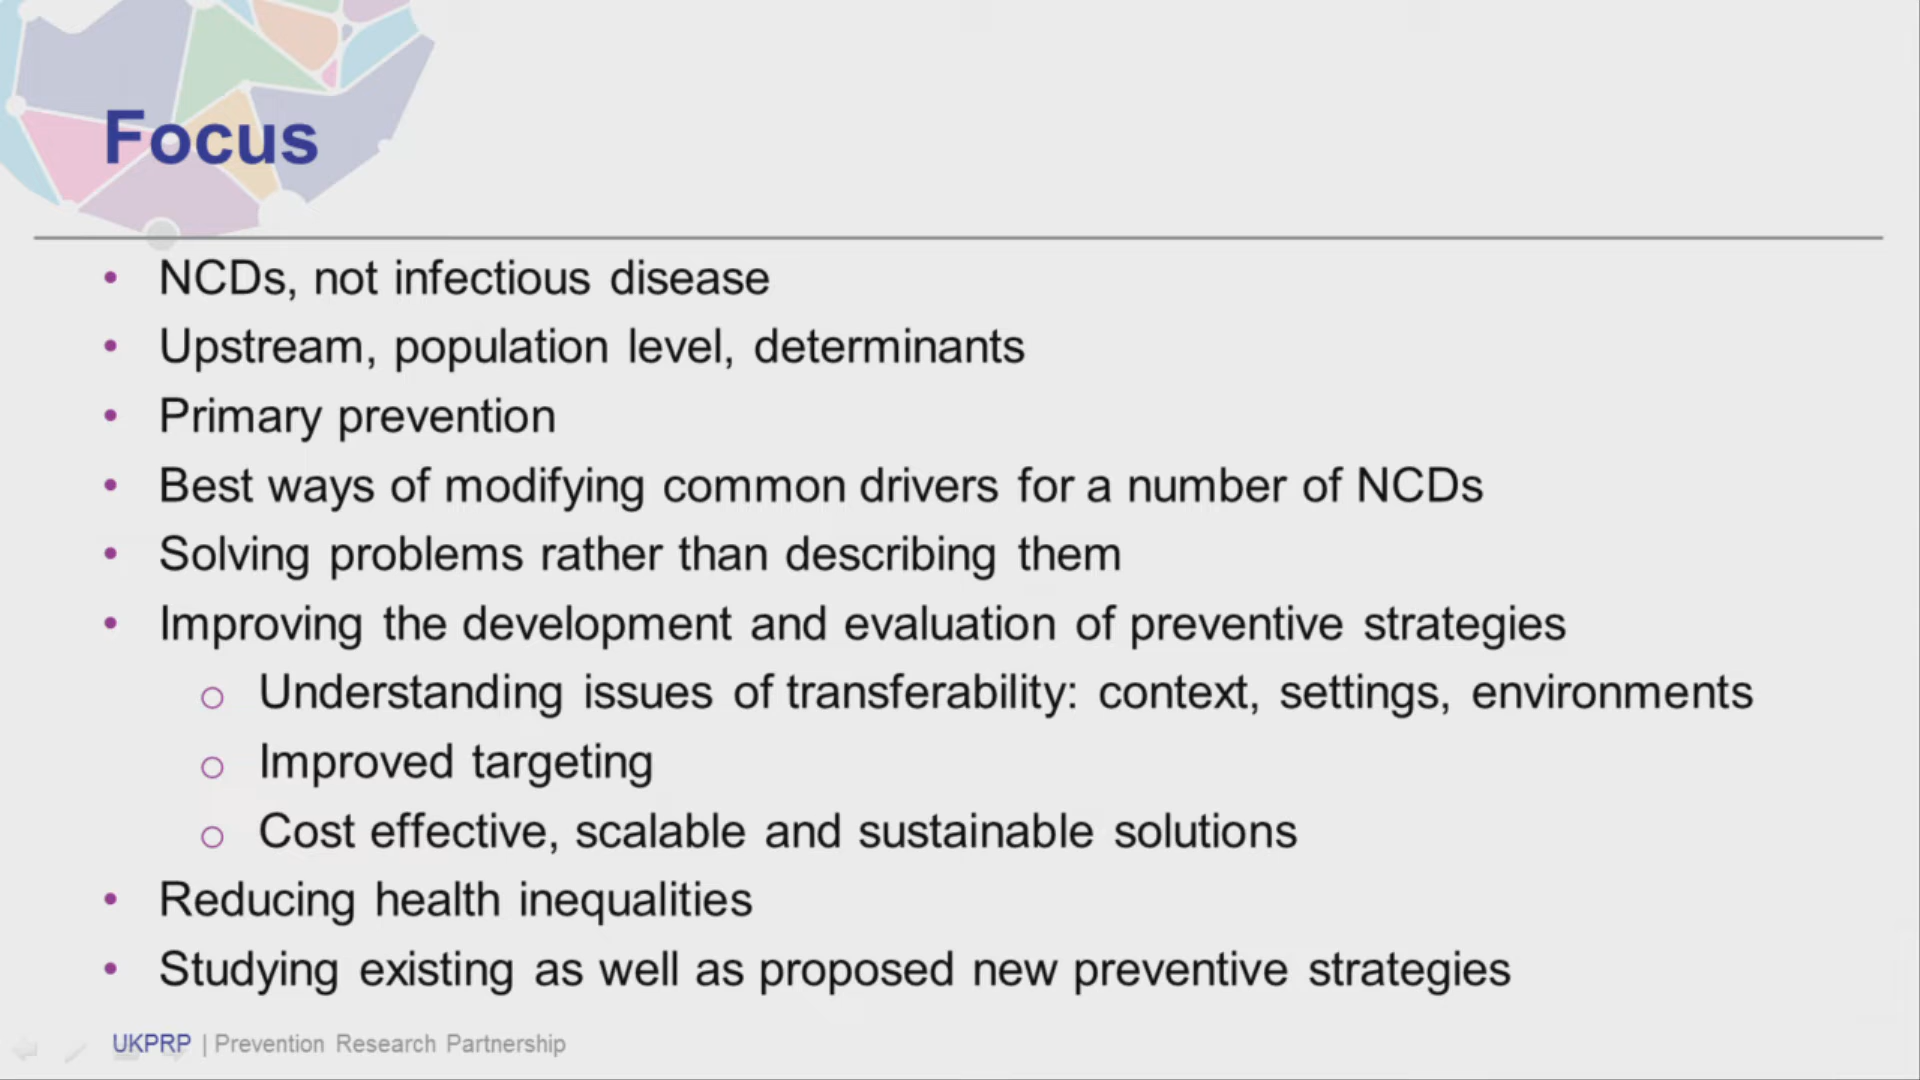 Focus
• NCDs, not infectious disease
• Upstream, population level, determinants
• Primary prevention
• Best ways of modifying common drivers for a number of NCDs
• Solving problems rather than describing them
• Improving the development and evaluation of preventive strategies
o Understanding issues of transferability: context, settings, environments
o Improved targeting
o Cost effective, scalable and sustainable solutions
• Reducing health inequalities
• Studying existing as well as proposed new preventive strategies
UKPRP | Prevention Research Partnership